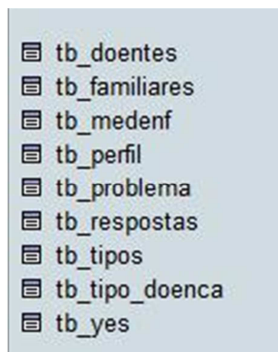 tb_doentes
tb_familiares
tb_medenf
tb_perfil
tb_problema
tb_respostas
tb_tipos
tb_tipo_doenca
tb_yes